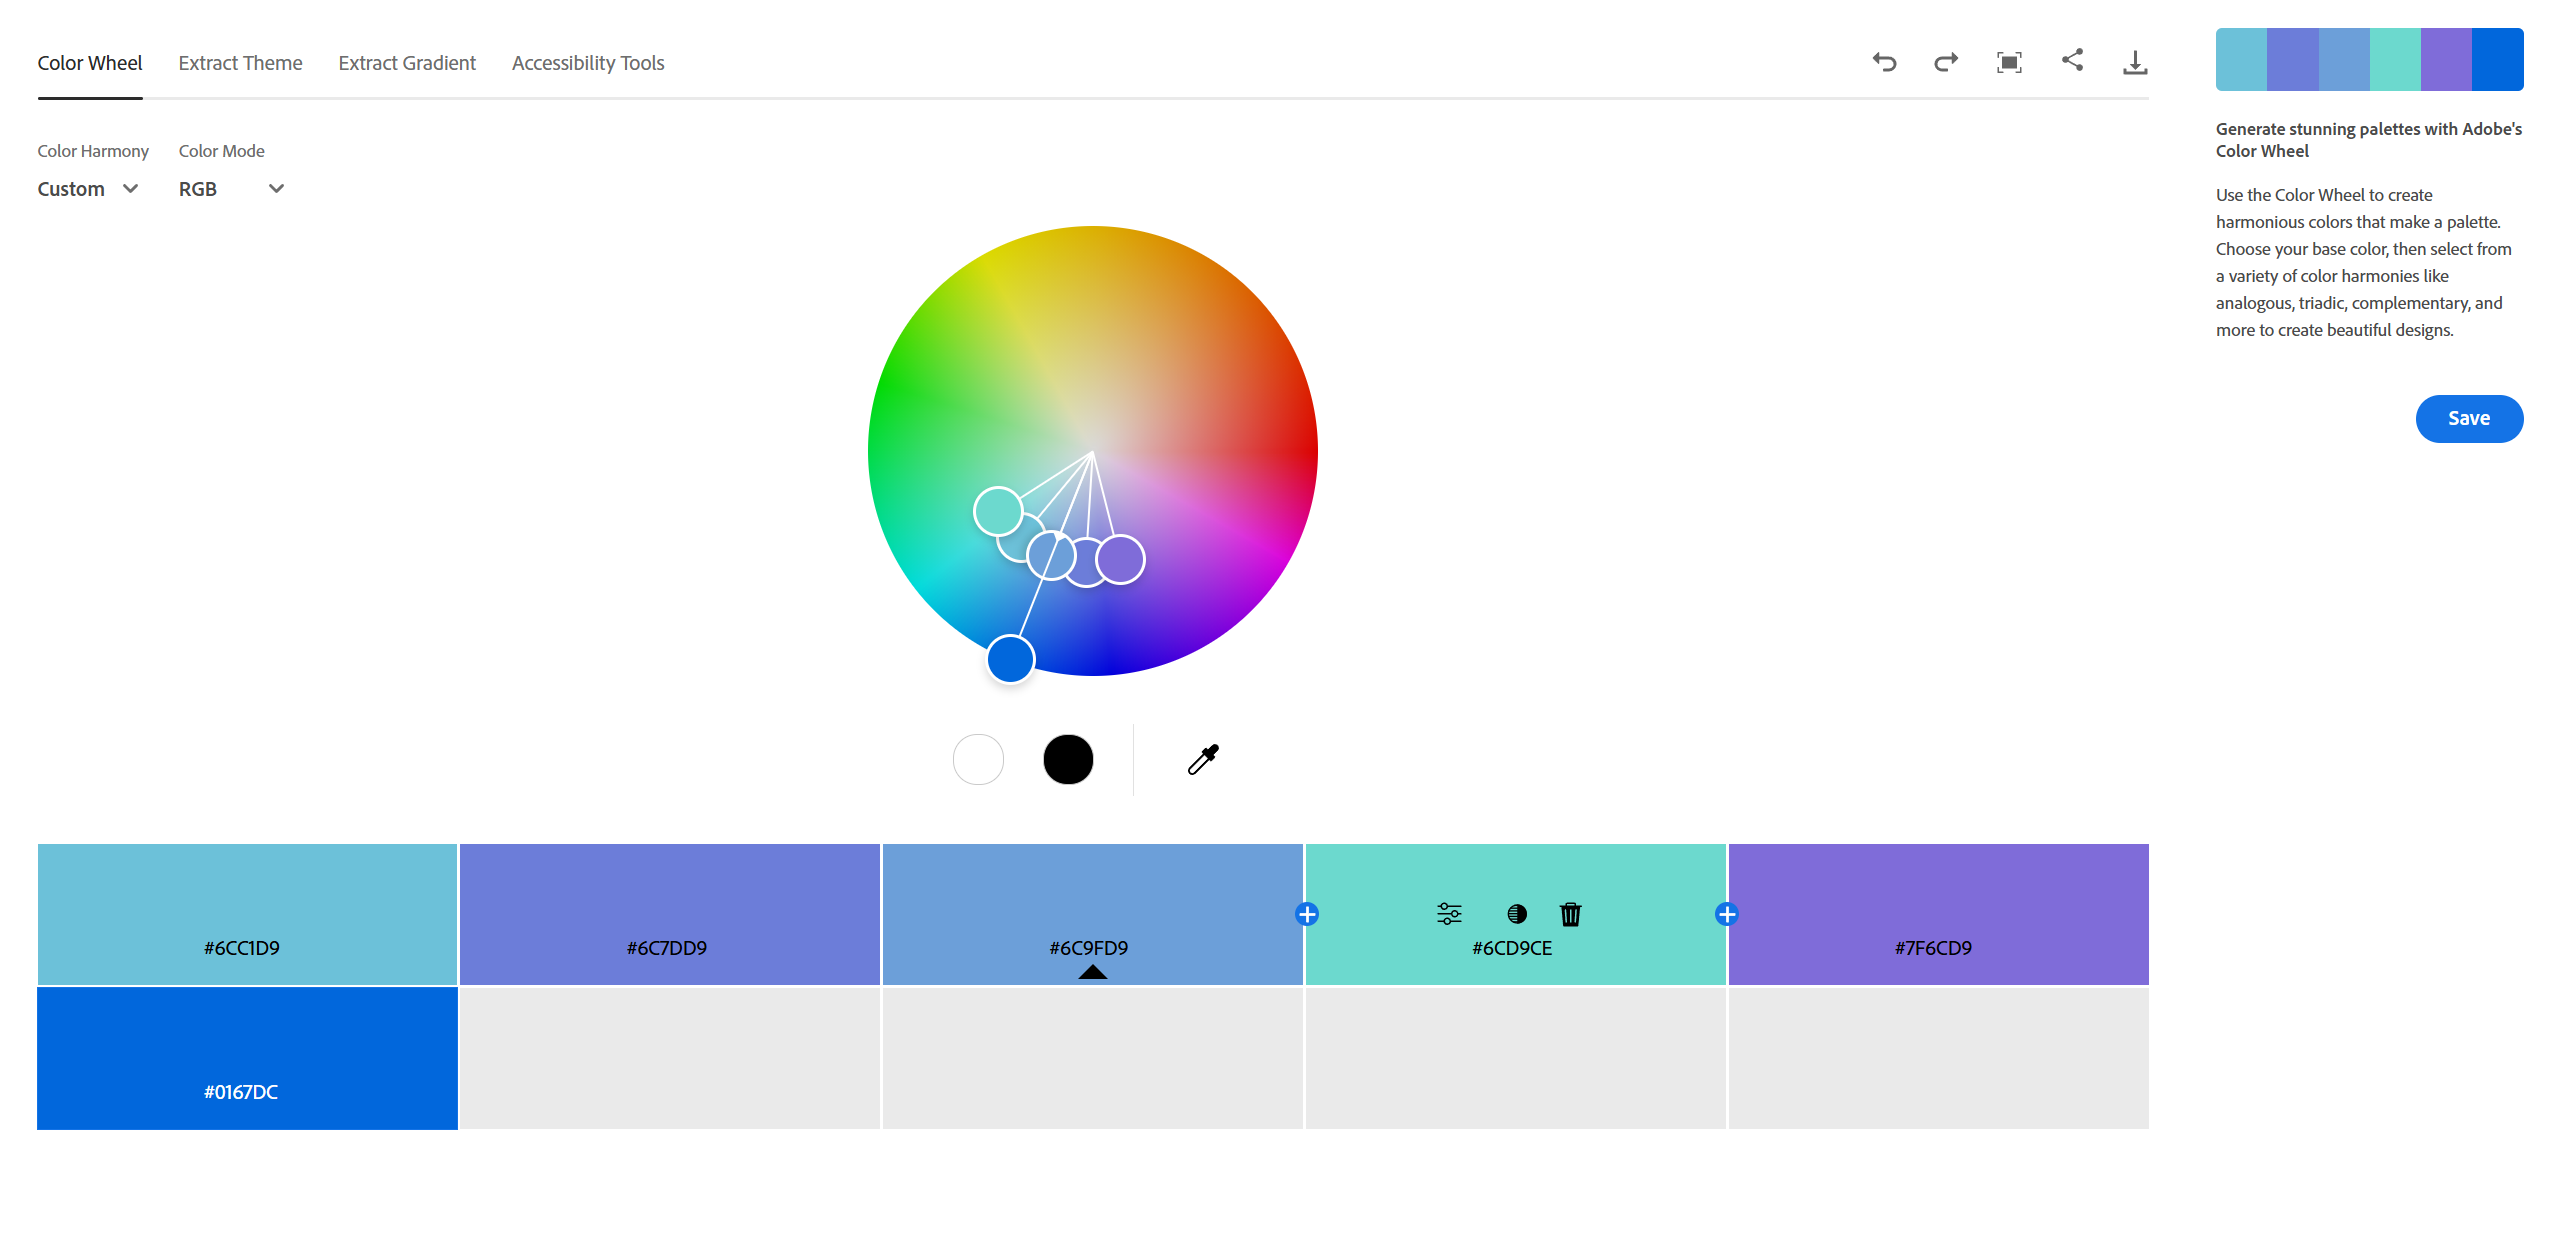 Color Wheel
Extract Theme
Extract Gradient
Accessibility Tools
Color Harmony
Color Mode
Custom
RGB
Generate stunning palettes with Adobe's
Color Wheel
Use the Color Wheel to create
harmonious colors that make a palette.
Choose your base color, then select from
a variety of color harmonies like
analogous, triadic, complementary, and
more to create beautiful designs.
Save
#6CC1D9
#6C7DD9
#6C9FD9
#6CD9CE
#7F6CD9
#0167DC